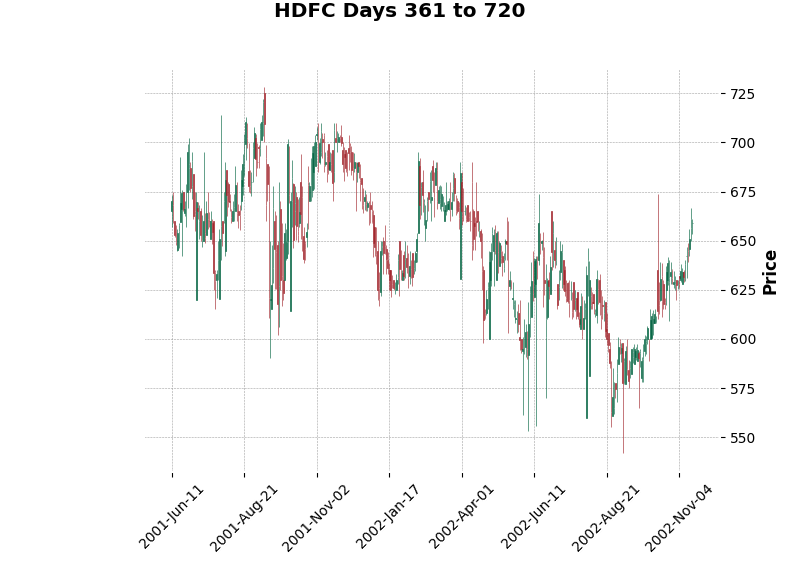 HDFC Days 361 to 720
725
700
675
650
625
600
575
550
Price
2001-Jun-11
2001-Aug-21
2001-Nov-02
2002-Jan-17
2002-Apr-01
2002-Jun-11
2002-Aug-21
2002-Nov-04